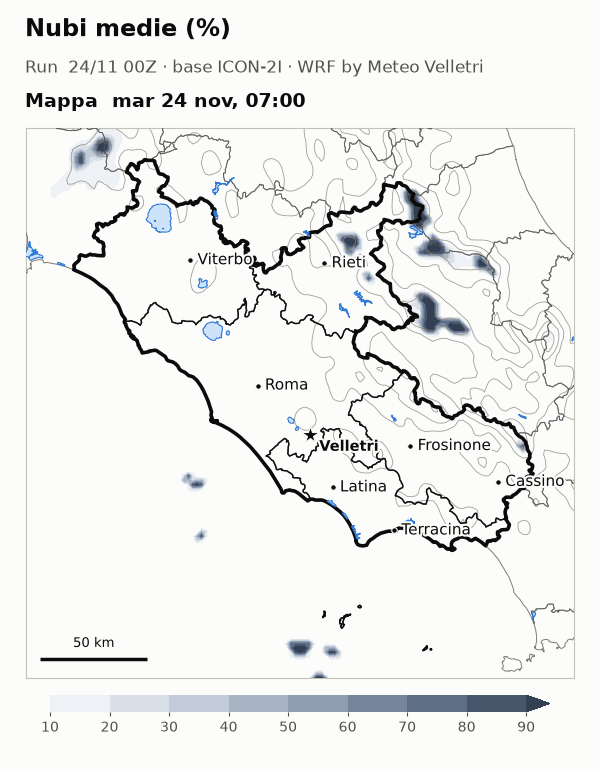 Nubi medie (%)
Run  24/11 00Z · base ICON-2I · WRF by Meteo Velletri
Mappa  mar 24 nov, 07:00
Viterbo
Rieti
Roma
Velletri
Frosinone
Latina
Cassino
Terracina
50 km
10 20 30 40 50 60 70 80 90